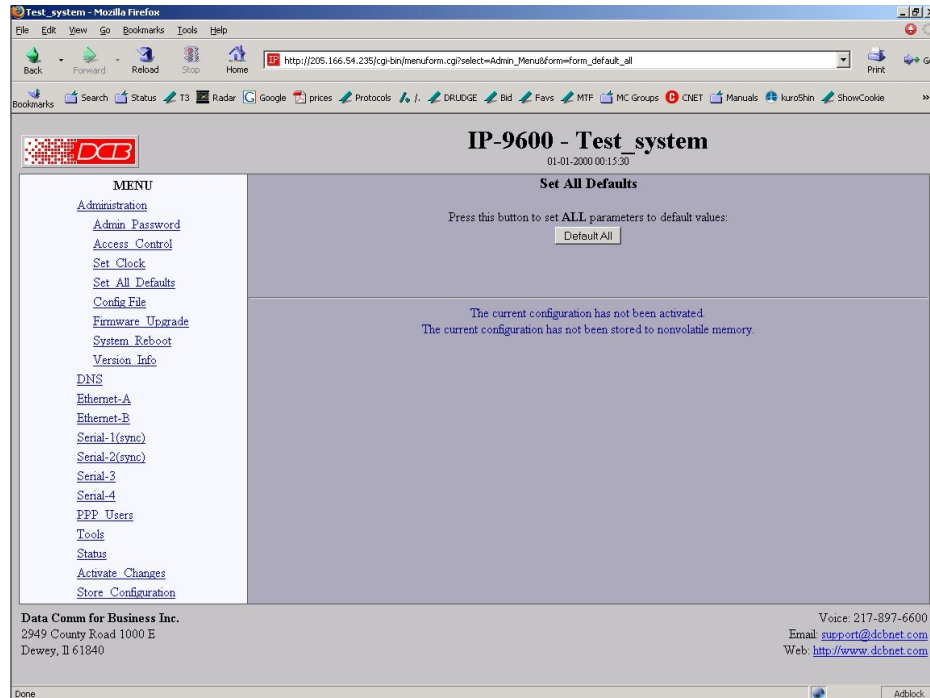 Test_system - Mozilla Firefox
File Edit View Go Bookmarks Tools Help
Back Forward Reload Stop Home
http://205.166.54.235/cgi-bin/menuform.cgi?select=Admin_Menu&form=form_default_all
Print
Bookmarks Search Status T3 Radar Google prices Protocols /. DRUDGE Bid Favs MTF MC Groups CNET Manuals kuro5hin ShowCookie »
DCB
IP-9600 - Test_system
01-01-2000 00:15:30
MENU
Administration
Admin Password
Access Control
Set Clock
Set All Defaults
Config File
Firmware Upgrade
System Reboot
Version Info
DNS
Ethernet-A
Ethernet-B
Serial-1(sync)
Serial-2(sync)
Serial-3
Serial-4
PPP Users
Tools
Status
Activate Changes
Store Configuration
Set All Defaults
Press this button to set ALL parameters to default values:
Default All
The current configuration has not been activated.
The current configuration has not been stored to nonvolatile memory.
Data Comm for Business Inc.
2949 County Road 1000 E
Dewey, Il 61840
Voice: 217-897-6600
Email: support@dcbnet.com
Web: http://www.dcbnet.com
Done
Adblock